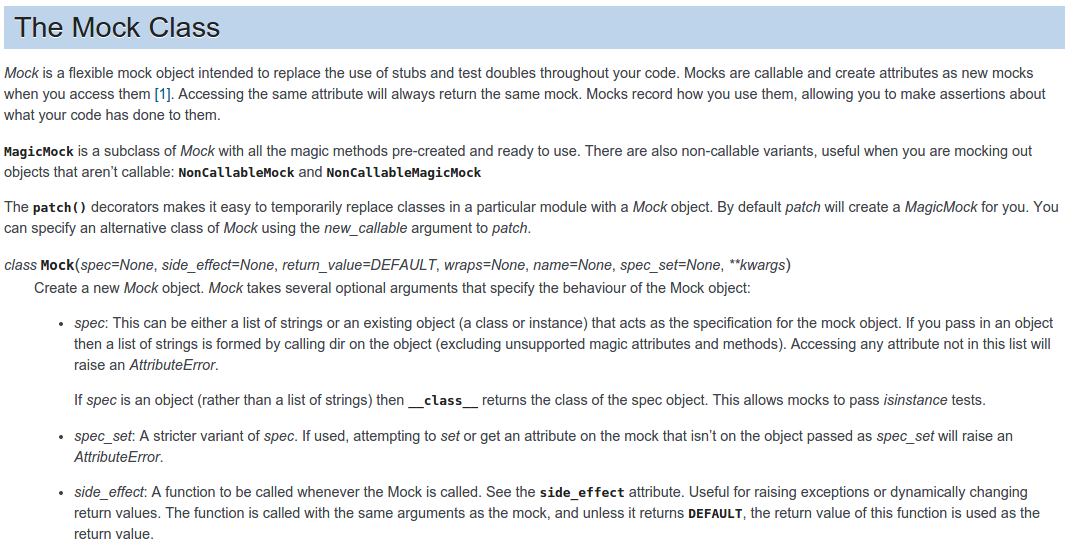 The Mock Class
Mock is a flexible mock object intended to replace the use of stubs and test doubles throughout your code. Mocks are callable and create attributes as new mocks
when you access them [1]. Accessing the same attribute will always return the same mock. Mocks record how you use them, allowing you to make assertions about
what your code has done to them.
MagicMock is a subclass of Mock with all the magic methods pre-created and ready to use. There are also non-callable variants, useful when you are mocking out
objects that aren't callable: NonCallableMock and NonCallableMagicMock
The patch() decorators makes it easy to temporarily replace classes in a particular module with a Mock object. By default patch will create a MagicMock for you. You
can specify an alternative class of Mock using the new_callable argument to patch.
class Mock(spec=None, side_effect=None, return_value=DEFAULT, wraps=None, name=None, spec_set=None, **kwargs)
Create a new Mock object. Mock takes several optional arguments that specify the behaviour of the Mock object:
• spec: This can be either a list of strings or an existing object (a class or instance) that acts as the specification for the mock object. If you pass in an object
then a list of strings is formed by calling dir on the object (excluding unsupported magic attributes and methods). Accessing any attribute not in this list will
raise an AttributeError.
If spec is an object (rather than a list of strings) then __class__ returns the class of the spec object. This allows mocks to pass isinstance tests.
• spec_set: A stricter variant of spec. If used, attempting to set or get an attribute on the mock that isn't on the object passed as spec_set will raise an
AttributeError.
• side_effect: A function to be called whenever the Mock is called. See the side_effect attribute. Useful for raising exceptions or dynamically changing
return values. The function is called with the same arguments as the mock, and unless it returns DEFAULT, the return value of this function is used as the
return value.